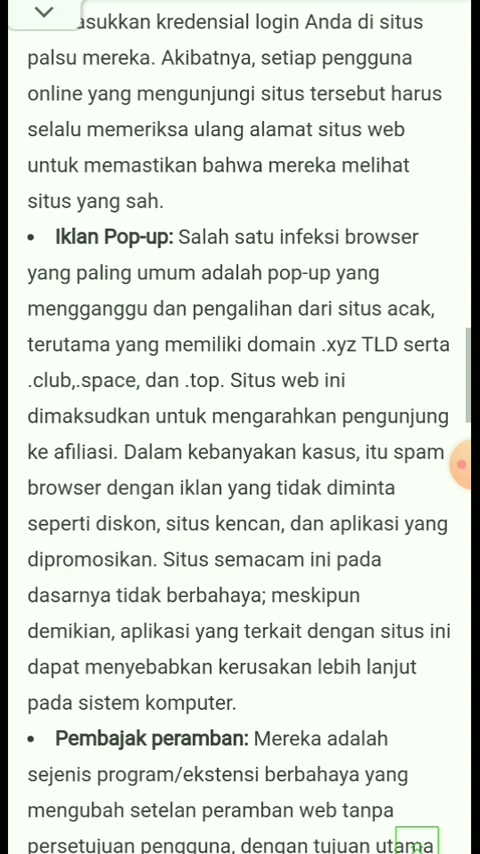 asukkan kredensial login Anda di situs
palsu mereka. Akibatnya, setiap pengguna
online yang mengunjungi situs tersebut harus
selalu memeriksa ulang alamat situs web
untuk memastikan bahwa mereka melihat
situs yang sah.
• Iklan Pop-up: Salah satu infeksi browser
yang paling umum adalah pop-up yang
mengganggu dan pengalihan dari situs acak,
terutama yang memiliki domain .xyz TLD serta
.club,.space, dan .top. Situs web ini
dimaksudkan untuk mengarahkan pengunjung
ke afiliasi. Dalam kebanyakan kasus, itu spam
browser dengan iklan yang tidak diminta
seperti diskon, situs kencan, dan aplikasi yang
dipromosikan. Situs semacam ini pada
dasarnya tidak berbahaya; meskipun
demikian, aplikasi yang terkait dengan situs ini
dapat menyebabkan kerusakan lebih lanjut
pada sistem komputer.
• Pembajak peramban: Mereka adalah
sejenis program/ekstensi berbahaya yang
mengubah setelan peramban web tanpa
persetujuan pengguna, dengan tujuan utama